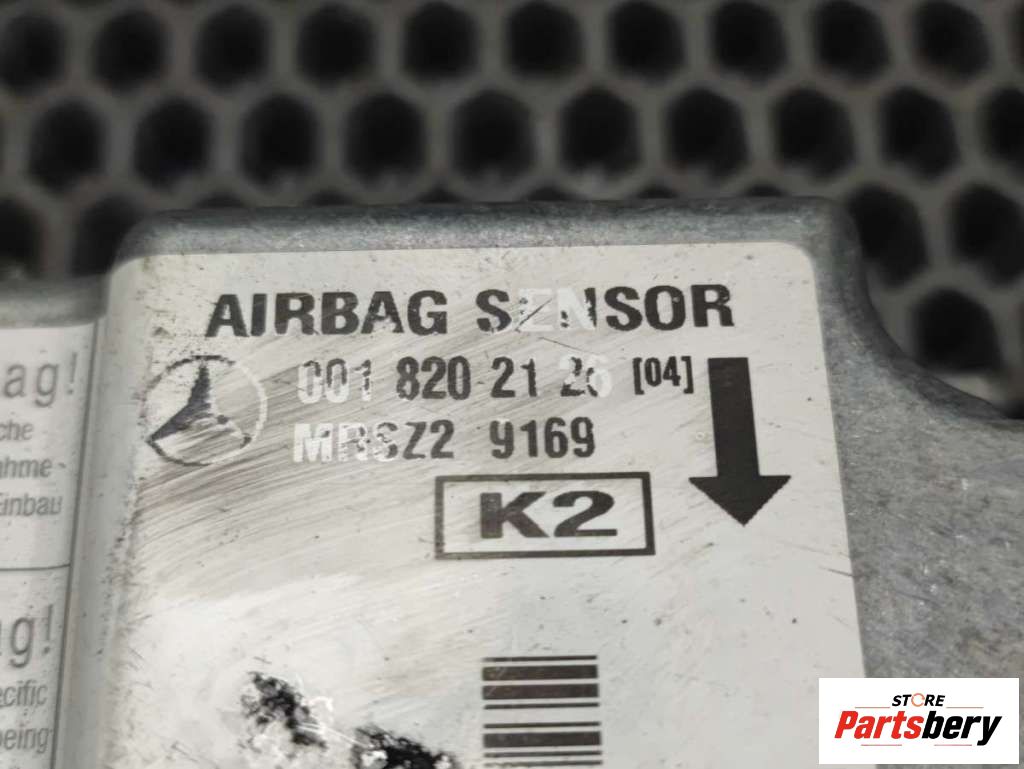 AIRBAG SENSOR
001 820 21 26 [04]
MRSZ2 9169
K2
ag!
che
ahme-
Einbau
ag!
ecific
being
STORE
Partsbery